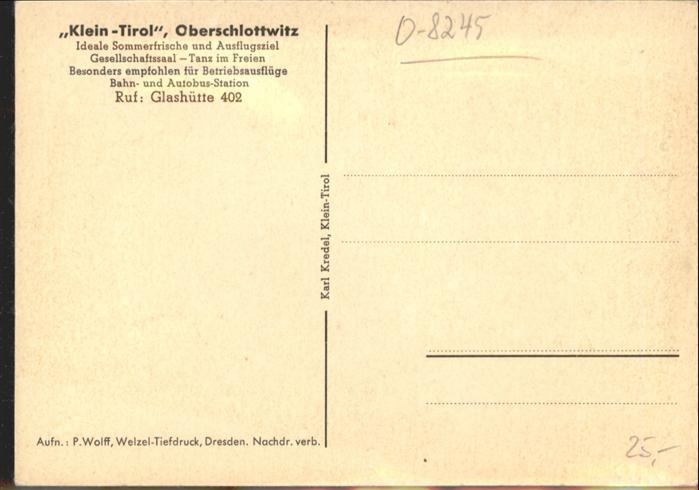 „Klein-Tirol“, Oberschlottwitz
Ideale Sommerfrische und Ausflugsziel
Gesellschaftssaal – Tanz im Freien
Besonders empfohlen für Betriebsausflüge
Bahn- und Autobus-Station
Ruf: Glashütte 402
Aufn.: P. Wolff, Welzel-Tiefdruck, Dresden. Nachdr. verb.
Karl Kredel, Klein-Tirol
O-8245
25,-